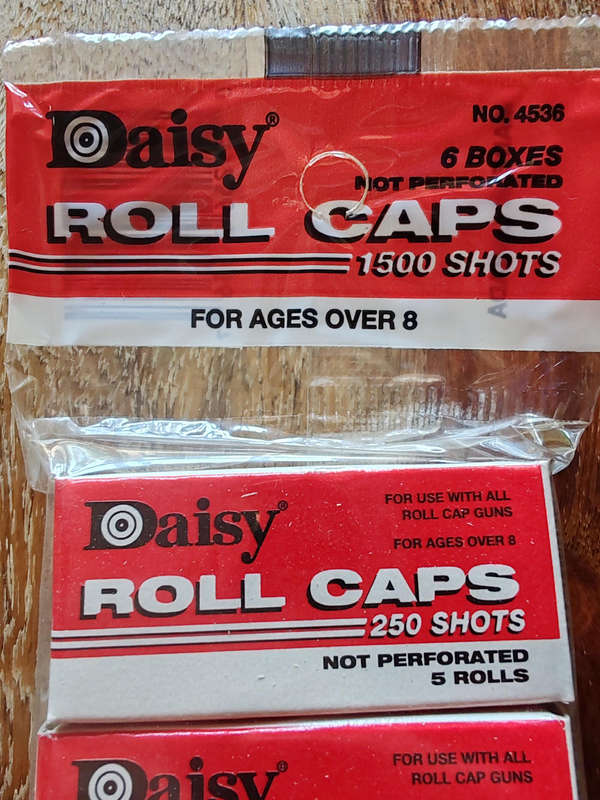 Daisy®
NO. 4536
6 BOXES
NOT PERFORATED
ROLL CAPS
1500 SHOTS
FOR AGES OVER 8
Daisy®
FOR USE WITH ALL
ROLL CAP GUNS
FOR AGES OVER 8
ROLL CAPS
250 SHOTS
NOT PERFORATED
5 ROLLS
Daisy®
FOR USE WITH ALL
ROLL CAP GUNS